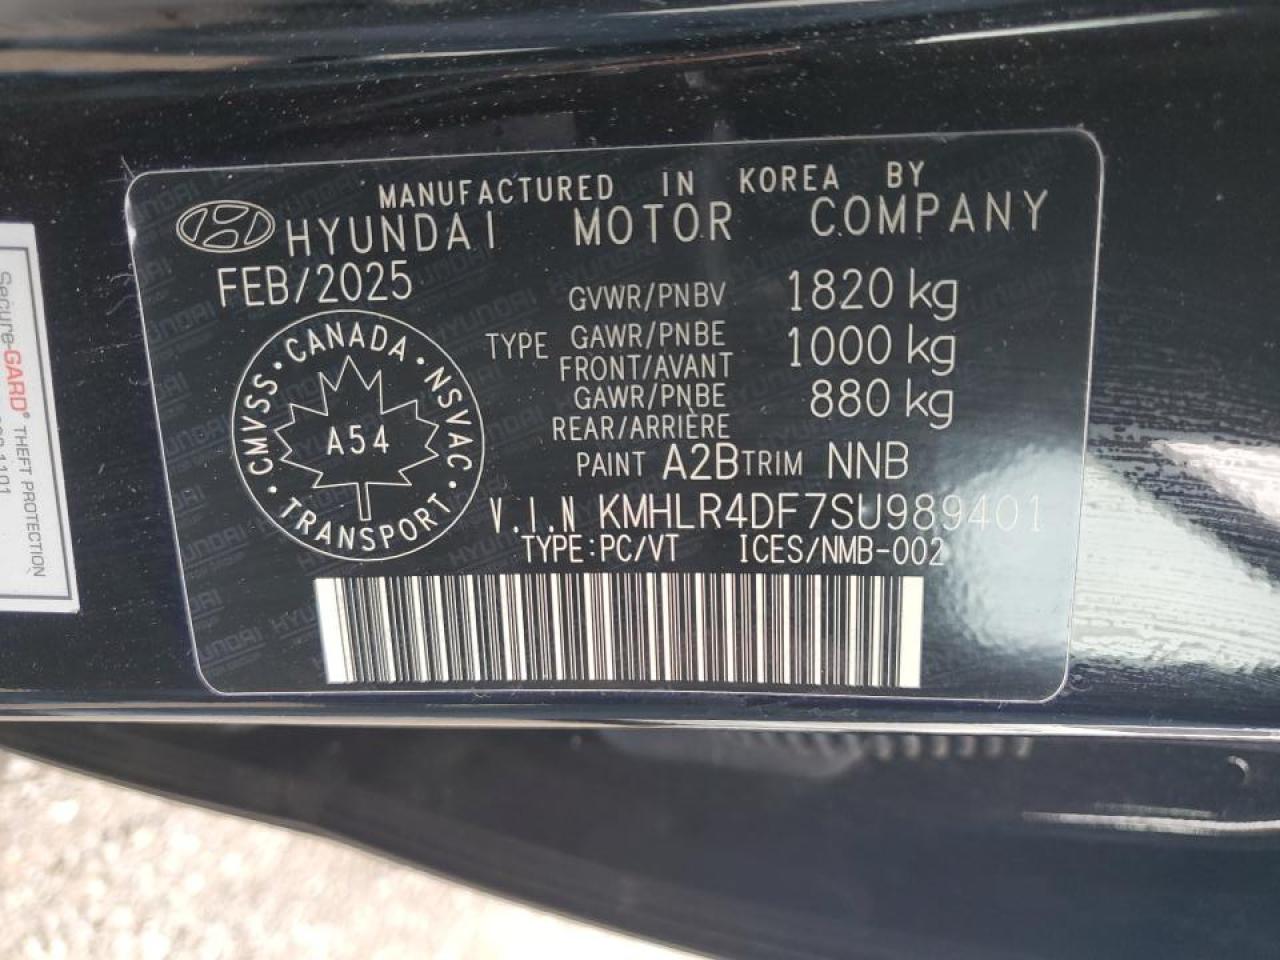 MANUFACTURED IN KOREA BY
HYUNDAI MOTOR COMPANY
FEB/2025
GVWR/PNBV 1820 kg
TYPE GAWR/PNBE FRONT/AVANT 1000 kg
GAWR/PNBE REAR/ARRIÈRE 880 kg
PAINT A2B TRIM NNB
V.I.N KMHLR4DF7SU989401
TYPE:PC/VT ICES/NMB-002
CANADA · NSVAC · TRANSPORT · CMVSS ·
A54
Secure-GARD® THEFT PROTECTION